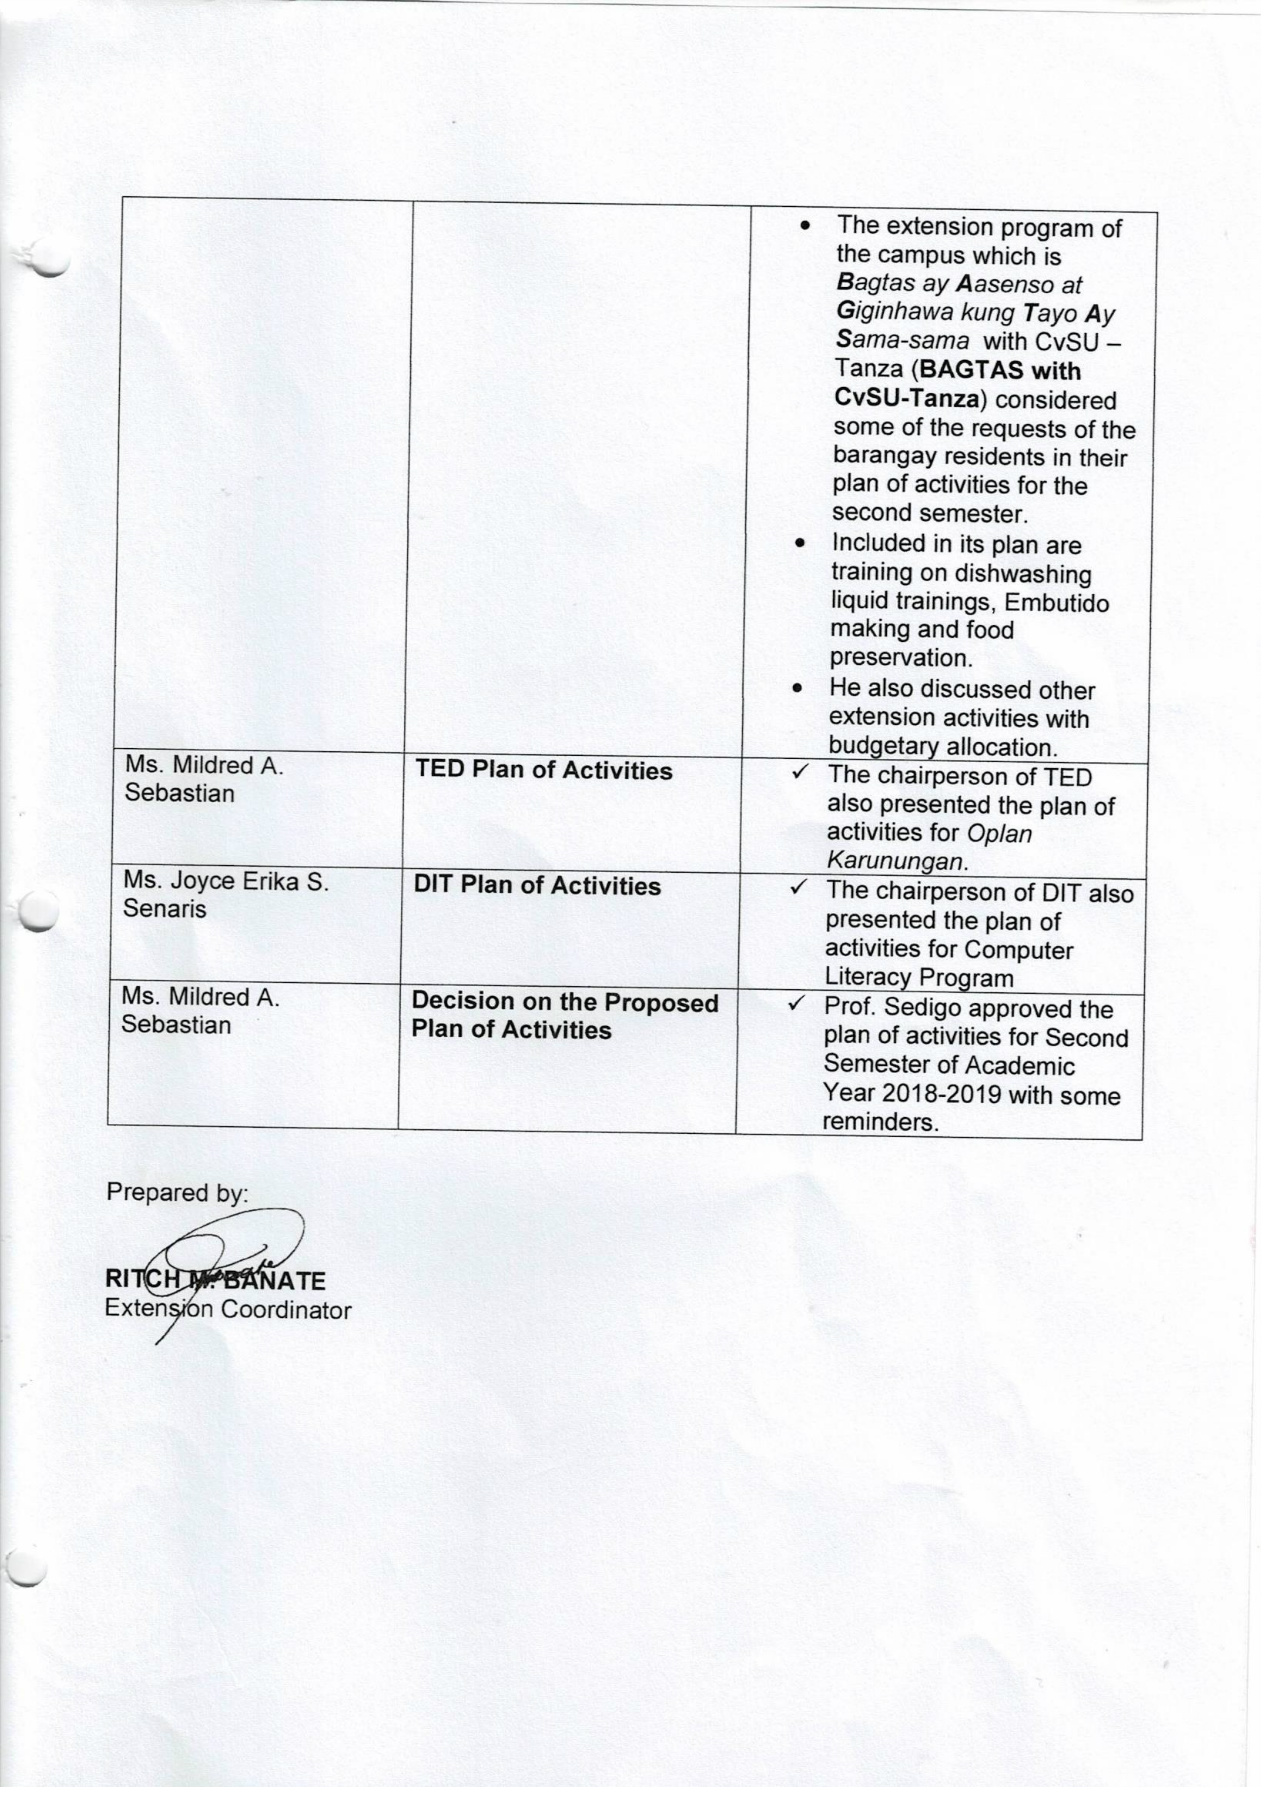 The extension program of
the campus which is
Bagtas ay Aasenso at
Giginhawa kung Tayo Ay
Sama-sama with CvSU –
Tanza (BAGTAS with
CvSU-Tanza) considered
some of the requests of the
barangay residents in their
plan of activities for the
second semester.
Included in its plan are
training on dishwashing
liquid trainings, Embutido
making and food
preservation.
He also discussed other
extension activities with
budgetary allocation.
Ms. Mildred A.
Sebastian
TED Plan of Activities
✓ The chairperson of TED
also presented the plan of
activities for Oplan
Karunungan.
Ms. Joyce Erika S.
Senaris
DIT Plan of Activities
✓ The chairperson of DIT also
presented the plan of
activities for Computer
Literacy Program
Ms. Mildred A.
Sebastian
Decision on the Proposed
Plan of Activities
✓ Prof. Sedigo approved the
plan of activities for Second
Semester of Academic
Year 2018-2019 with some
reminders.
Prepared by:
RITCH M. BANATE
Extension Coordinator